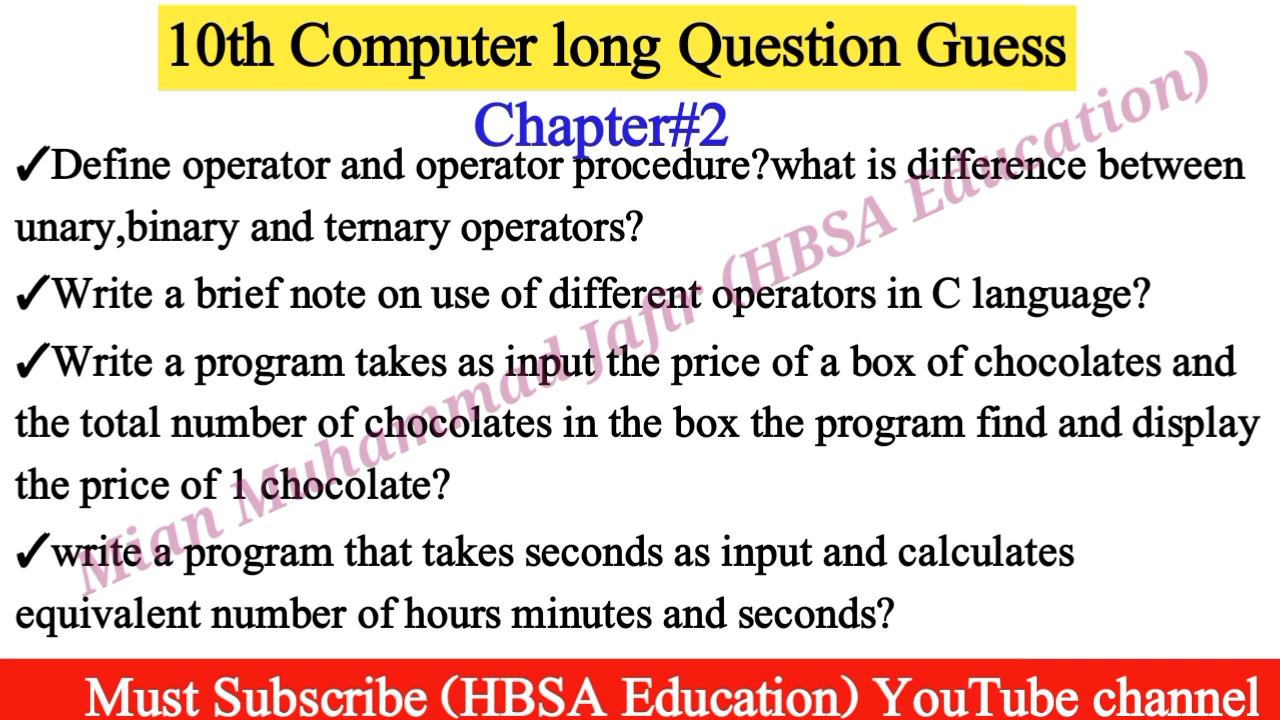 10th Computer long Question Guess
Chapter#2
✓Define operator and operator procedure?what is difference between
unary,binary and ternary operators?
✓Write a brief note on use of different operators in C language?
✓Write a program takes as input the price of a box of chocolates and
the total number of chocolates in the box the program find and display
the price of 1 chocolate?
✓write a program that takes seconds as input and calculates
equivalent number of hours minutes and seconds?
Mian Muhammad Jafir (HBSA Education)
Must Subscribe (HBSA Education) YouTube channel